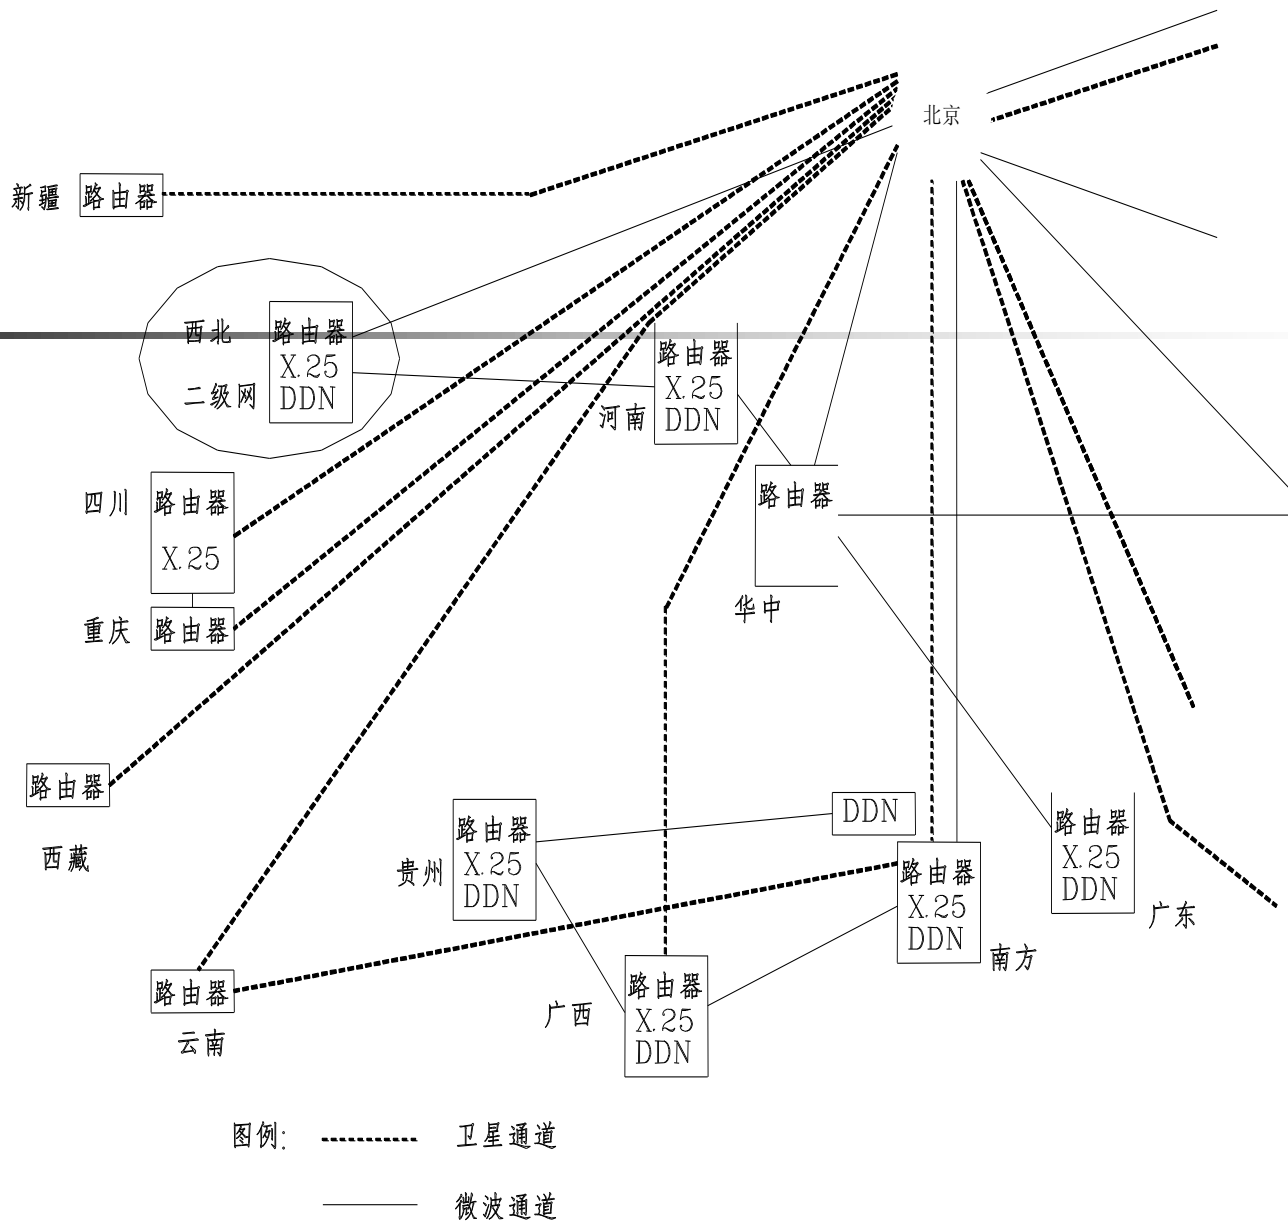 北京
新疆
路由器
西北
二级网
路由器
X.25
DDN
路由器
X.25
DDN
河南
四川
路由器
X.25
路由器
华中
重庆
路由器
路由器
西藏
贵州
路由器
X.25
DDN
DDN
路由器
X.25
DDN
南方
路由器
X.25
DDN
广东
路由器
云南
广西
路由器
X.25
DDN
图例:
卫星通道
微波通道